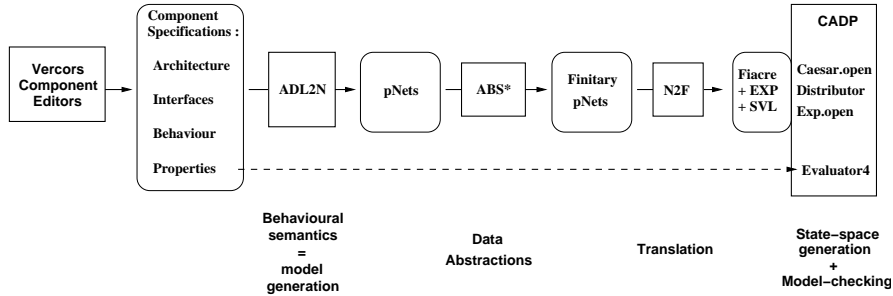 Vercors
Component
Editors
Component
Specifications :
Architecture
Interfaces
Behaviour
Properties
ADL2N
pNets
ABS*
Finitary
pNets
N2F
Fiacre
+ EXP
+ SVL
CADP
Caesar.open
Distributor
Exp.open
Evaluator4
Behavioural
semantics
=
model
generation
Data
Abstractions
Translation
State−space
generation
+
Model−checking